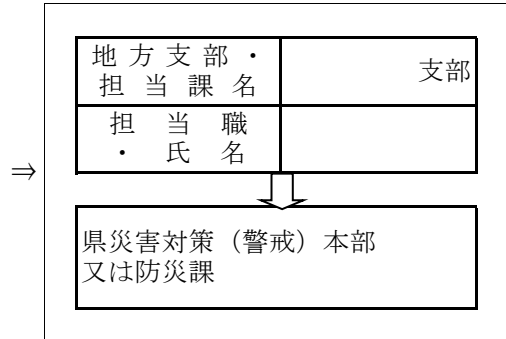 地方支部・
担当課名
支部
担当職
・氏名
⇒
県災害対策（警戒）本部
又は防災課